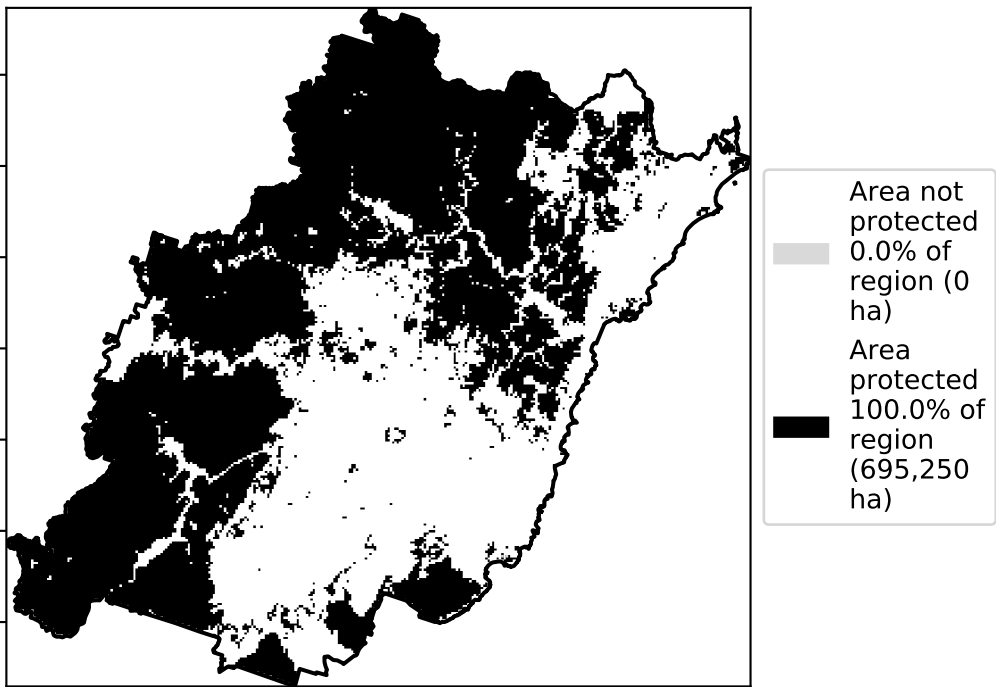 Area not
protected
0.0% of
region (0
ha)
Area
protected
100.0% of
region
(695,250
ha)